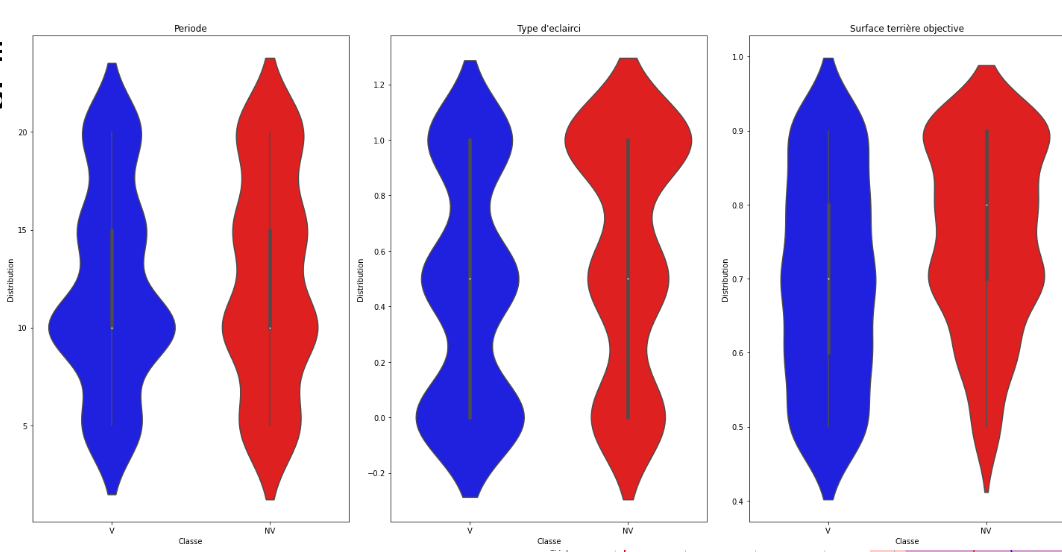 Periode
Distribution
20
15
10
5
V
NV
Classe
Type d'eclairci
Distribution
1.2
1.0
0.8
0.6
0.4
0.2
0.0
−0.2
V
NV
Classe
Surface terrière objective
Distribution
1.0
0.9
0.8
0.7
0.6
0.5
0.4
V
NV
Classe